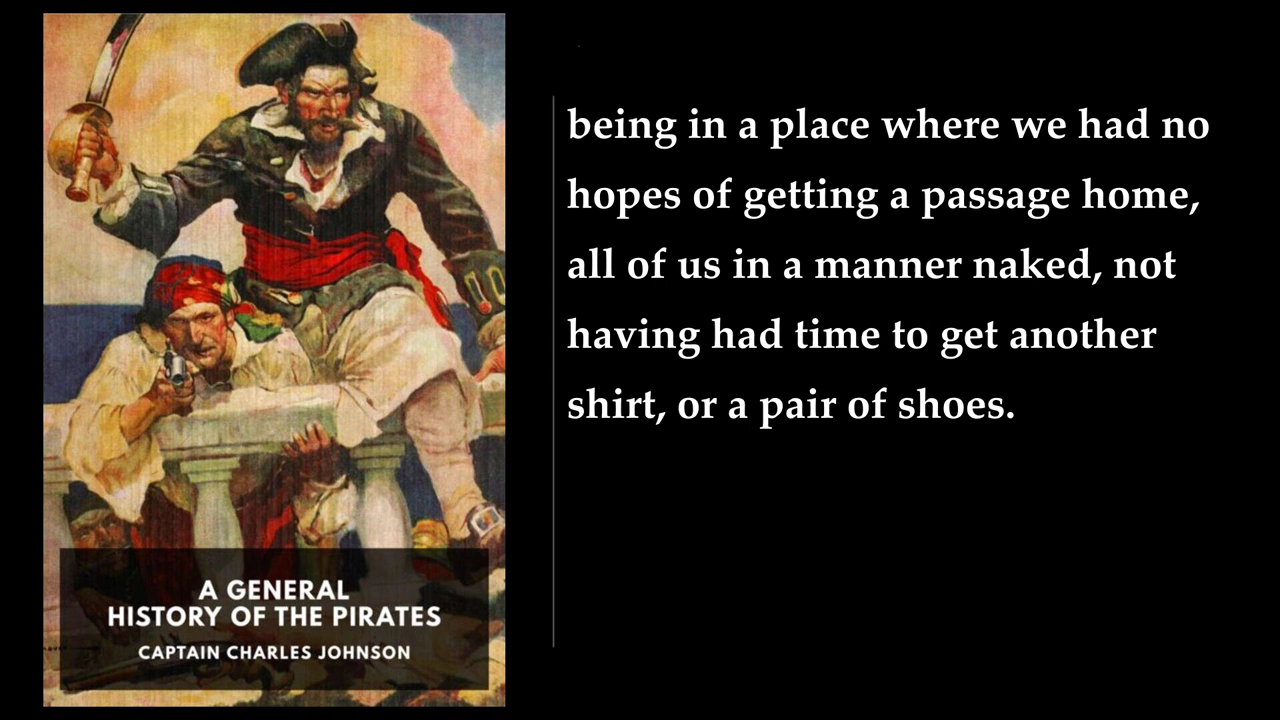 being in a place where we had no
hopes of getting a passage home,
all of us in a manner naked, not
having had time to get another
shirt, or a pair of shoes.
A GENERAL
HISTORY OF THE PIRATES
CAPTAIN CHARLES JOHNSON